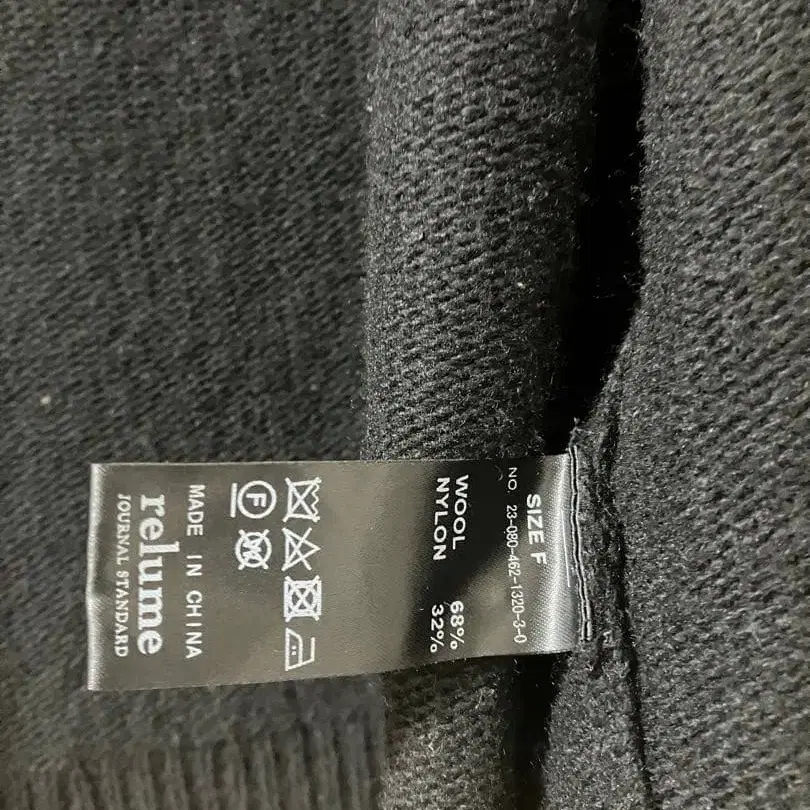 SIZE F
NO. 23-080-462-1320-3-0
WOOL 68%
NYLON 32%
F
W
MADE IN CHINA
relume
JOURNAL STANDARD